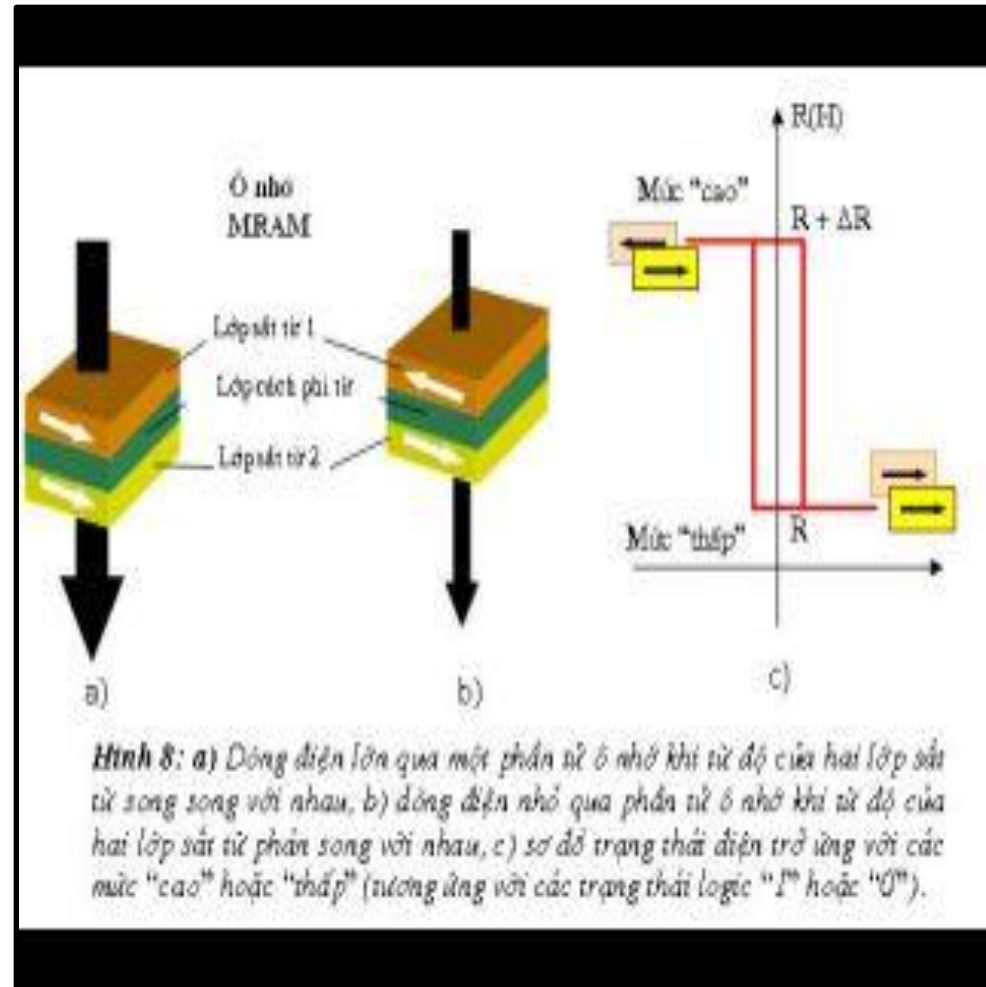 Ô nhớ
MRAM
Lớp sắt từ 1
Lớp cách phi từ
Lớp sắt từ 2
a)
b)
R(H)
Mức "cao"
R + ΔR
Mức "thấp"
R
c)
Hình 8: a) Dòng điện lớn qua một phần tử ô nhớ khi từ độ của hai lớp sắt
từ song song với nhau, b) dòng điện nhỏ qua phần tử ô nhớ khi từ độ của
hai lớp sắt từ phản song với nhau, c) sơ đồ trạng thái điện trở ứng với các
mức "cao" hoặc "thấp" (tương ứng với các trạng thái logic "1" hoặc "0").